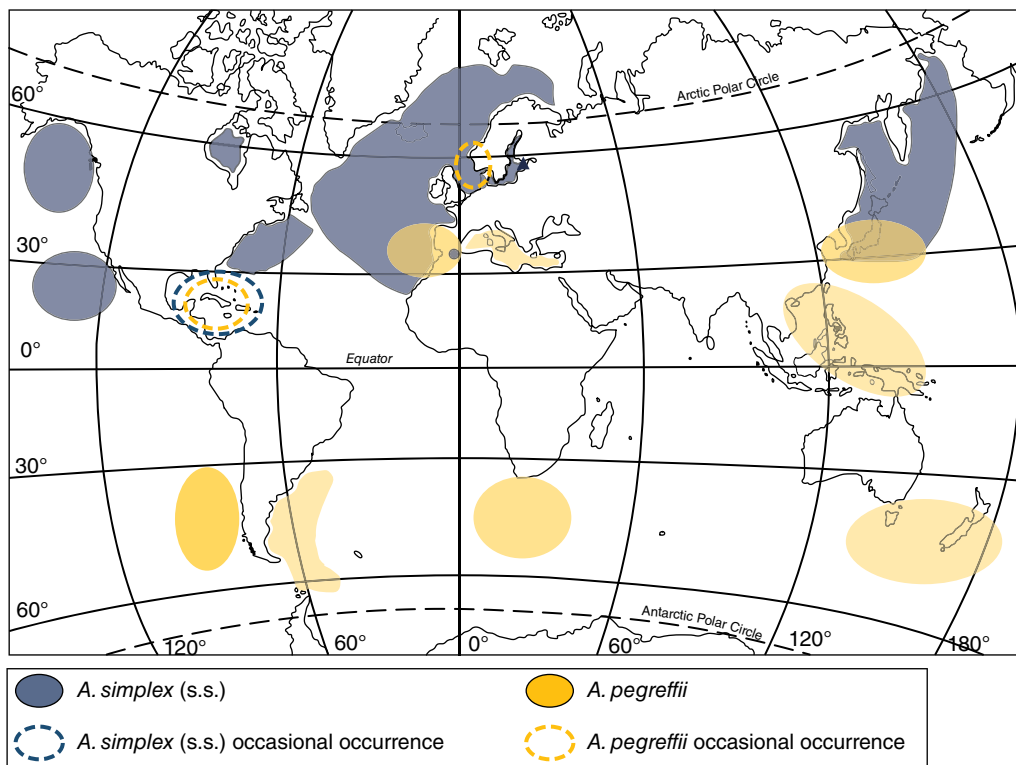 60°
Arctic Polar Circle
30°
0°
Equator
30°
60°
Antarctic Polar Circle
120°
60°
0°
60°
120°
180°
A. simplex (s.s.)
A. pegreffii
A. simplex (s.s.) occasional occurrence
A. pegreffii occasional occurrence